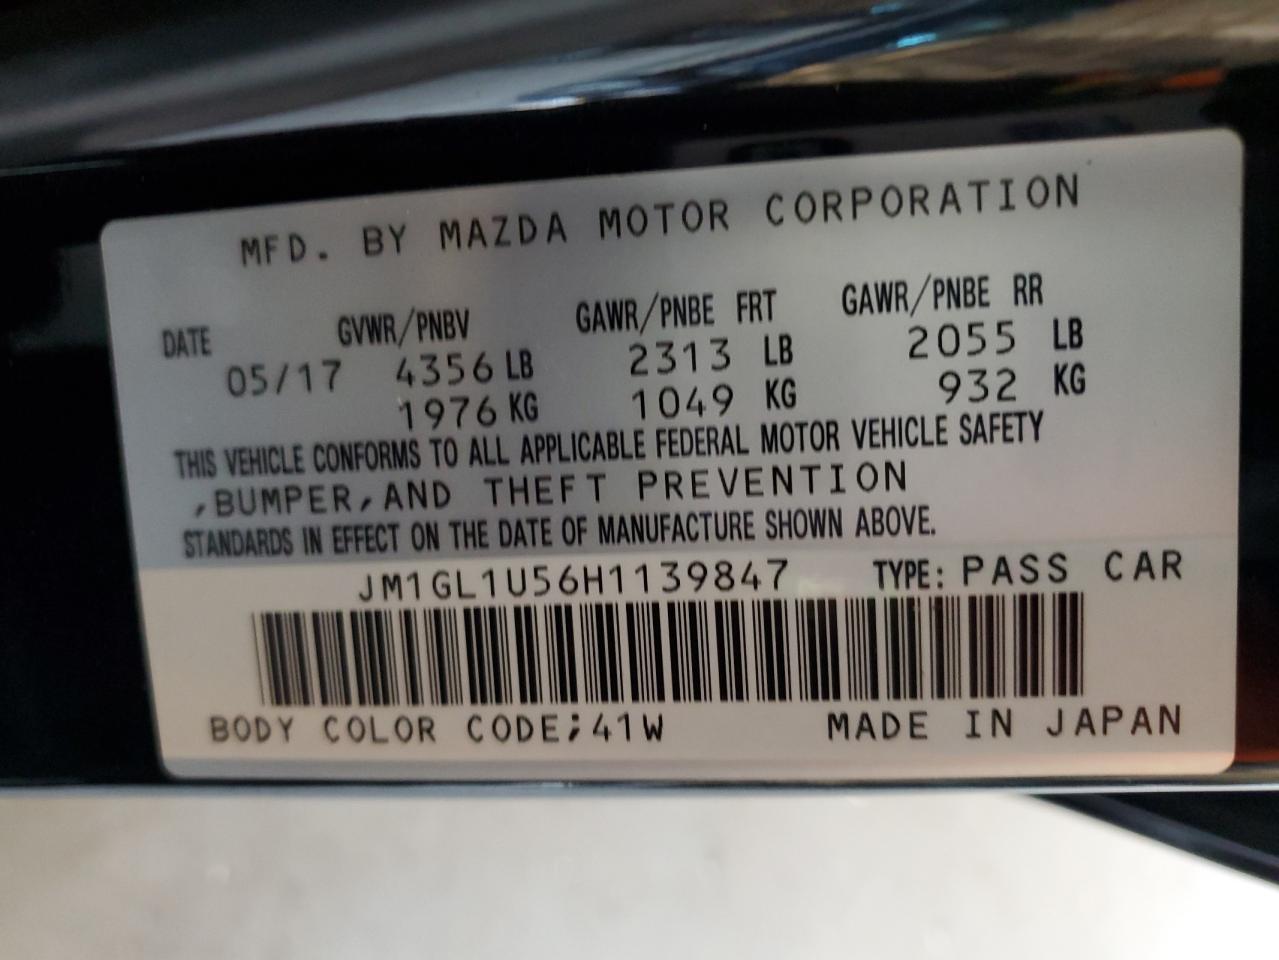 MFD. BY MAZDA MOTOR CORPORATION
DATE GVWR/PNBV GAWR/PNBE FRT GAWR/PNBE RR
05/17 4356 LB 2313 LB 2055 LB
1976 KG 1049 KG 932 KG
THIS VEHICLE CONFORMS TO ALL APPLICABLE FEDERAL MOTOR VEHICLE SAFETY
,BUMPER,AND THEFT PREVENTION
STANDARDS IN EFFECT ON THE DATE OF MANUFACTURE SHOWN ABOVE.
JM1GL1U56H1139847 TYPE: PASS CAR
BODY COLOR CODE;41W MADE IN JAPAN